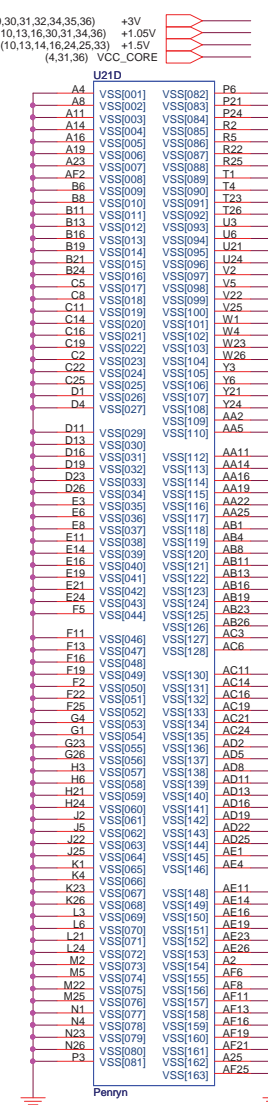 ,30,31,32,34,35,36) +3V
(10,13,16,30,31,34,36) +1.05V
(10,13,14,16,24,25,33) +1.5V
(4,31,36) VCC_CORE
U21D
A4 VSS[001] VSS[082] P6
A8 VSS[002] VSS[083] P21
A11 VSS[003] VSS[084] P24
A14 VSS[004] VSS[085] R2
A16 VSS[005] VSS[086] R5
A19 VSS[006] VSS[087] R22
A23 VSS[007] VSS[088] R25
AF2 VSS[008] VSS[089] T1
B6 VSS[009] VSS[090] T4
B8 VSS[010] VSS[091] T23
B11 VSS[011] VSS[092] T26
B13 VSS[012] VSS[093] U3
B16 VSS[013] VSS[094] U6
B19 VSS[014] VSS[095] U21
B21 VSS[015] VSS[096] U24
B24 VSS[016] VSS[097] V2
C5 VSS[017] VSS[098] V5
C8 VSS[018] VSS[099] V22
C11 VSS[019] VSS[100] V25
C14 VSS[020] VSS[101] W1
C16 VSS[021] VSS[102] W4
C19 VSS[022] VSS[103] W23
C2 VSS[023] VSS[104] W26
C22 VSS[024] VSS[105] Y3
C25 VSS[025] VSS[106] Y6
D1 VSS[026] VSS[107] Y21
D4 VSS[027] VSS[108] Y24
VSS[109] AA2
D11 VSS[029] VSS[110] AA5
D13 VSS[030]
D16 VSS[031] VSS[112] AA11
D19 VSS[032] VSS[113] AA14
D23 VSS[033] VSS[114] AA16
D26 VSS[034] VSS[115] AA19
E3 VSS[035] VSS[116] AA22
E6 VSS[036] VSS[117] AA25
E8 VSS[037] VSS[118] AB1
E11 VSS[038] VSS[119] AB4
E14 VSS[039] VSS[120] AB8
E16 VSS[040] VSS[121] AB11
E19 VSS[041] VSS[122] AB13
E21 VSS[042] VSS[123] AB16
E24 VSS[043] VSS[124] AB19
F5 VSS[044] VSS[125] AB23
VSS[126] AB26
F11 VSS[046] VSS[127] AC3
F13 VSS[047] VSS[128] AC6
F16 VSS[048]
F19 VSS[049] VSS[130] AC11
F2 VSS[050] VSS[131] AC14
F22 VSS[051] VSS[132] AC16
F25 VSS[052] VSS[133] AC19
G4 VSS[053] VSS[134] AC21
G1 VSS[054] VSS[135] AC24
G23 VSS[055] VSS[136] AD2
G26 VSS[056] VSS[137] AD5
H3 VSS[057] VSS[138] AD8
H6 VSS[058] VSS[139] AD11
H21 VSS[059] VSS[140] AD13
H24 VSS[060] VSS[141] AD16
J2 VSS[061] VSS[142] AD19
J5 VSS[062] VSS[143] AD22
J22 VSS[063] VSS[144] AD25
J25 VSS[064] VSS[145] AE1
K1 VSS[065] VSS[146] AE4
K4 VSS[066]
K23 VSS[067] VSS[148] AE11
K26 VSS[068] VSS[149] AE14
L3 VSS[069] VSS[150] AE16
L6 VSS[070] VSS[151] AE19
L21 VSS[071] VSS[152] AE23
L24 VSS[072] VSS[153] AE26
M2 VSS[073] VSS[154] A2
M5 VSS[074] VSS[155] AF6
M22 VSS[075] VSS[156] AF8
M25 VSS[076] VSS[157] AF11
N1 VSS[077] VSS[158] AF13
N4 VSS[078] VSS[159] AF16
N23 VSS[079] VSS[160] AF19
N26 VSS[080] VSS[161] AF21
P3 VSS[081] VSS[162] A25
VSS[163] AF25
Penryn